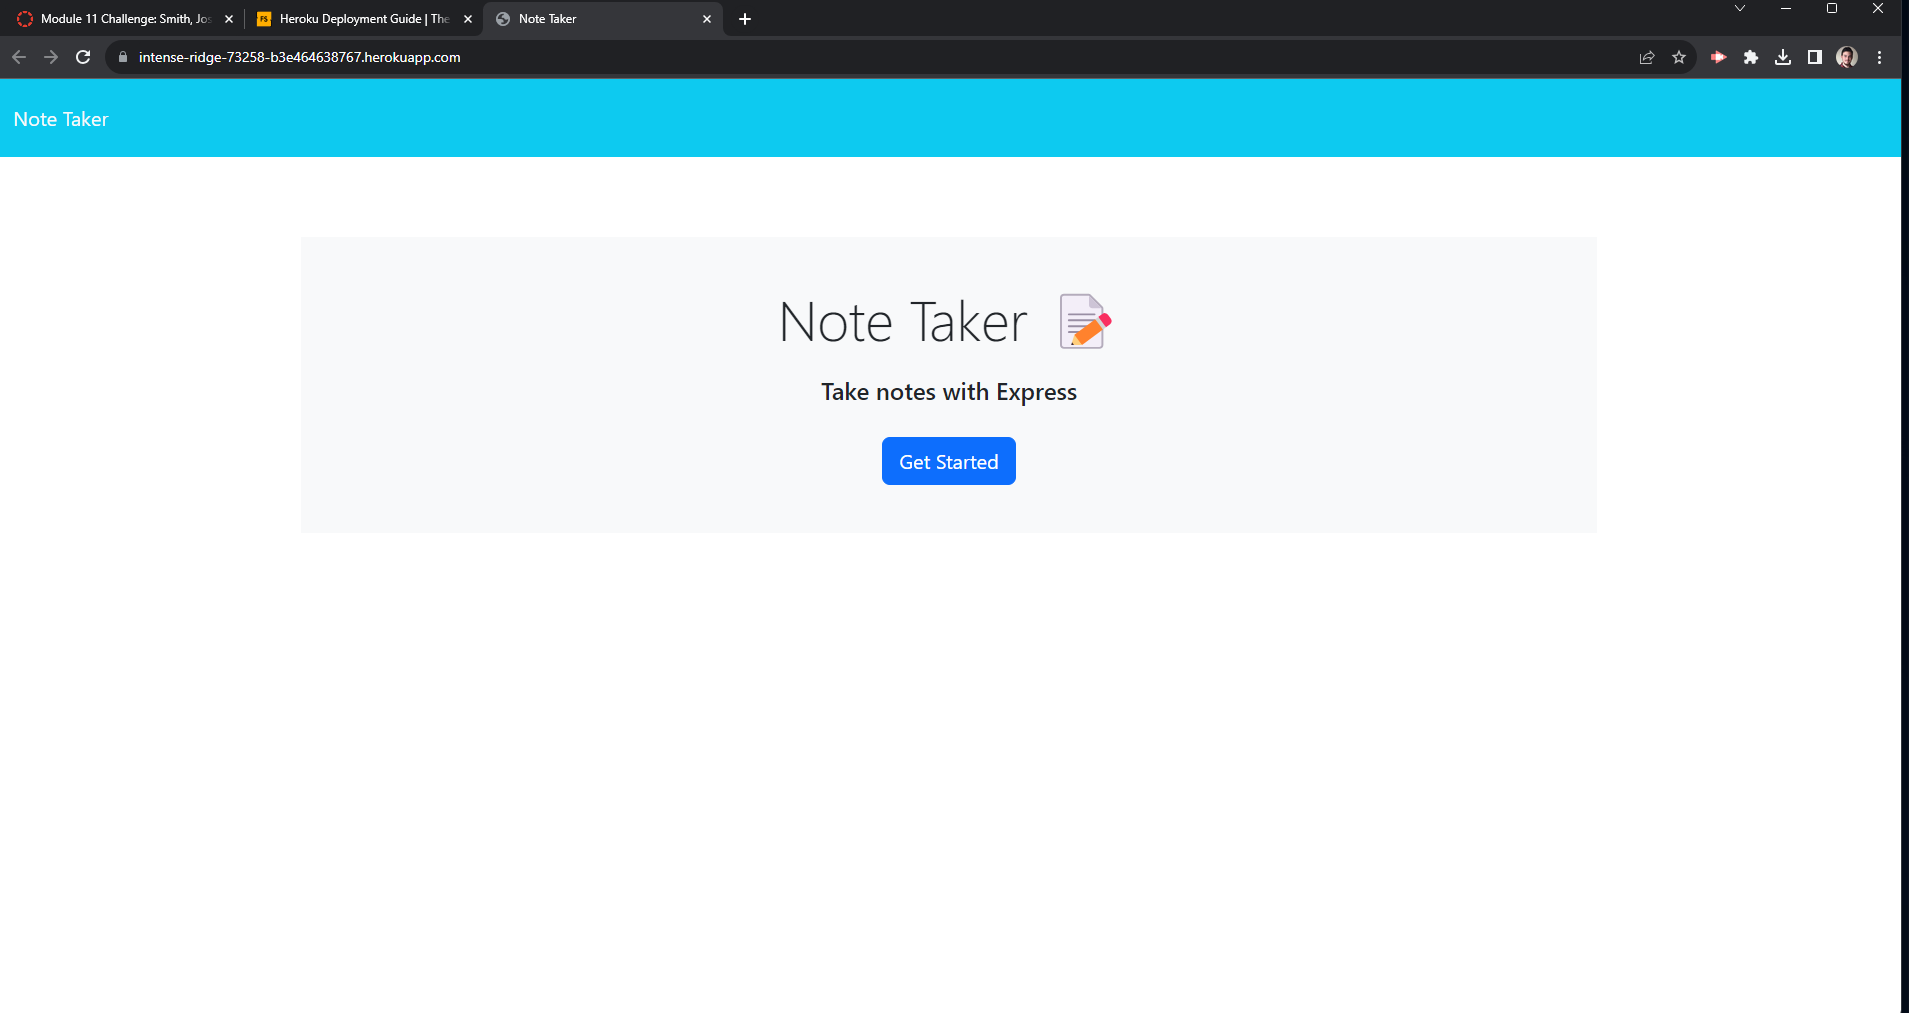 Module 11 Challenge: Smith, Jos
FS Heroku Deployment Guide | The
Note Taker
intense-ridge-73258-b3e464638767.herokuapp.com
Note Taker
Note Taker
Take notes with Express
Get Started